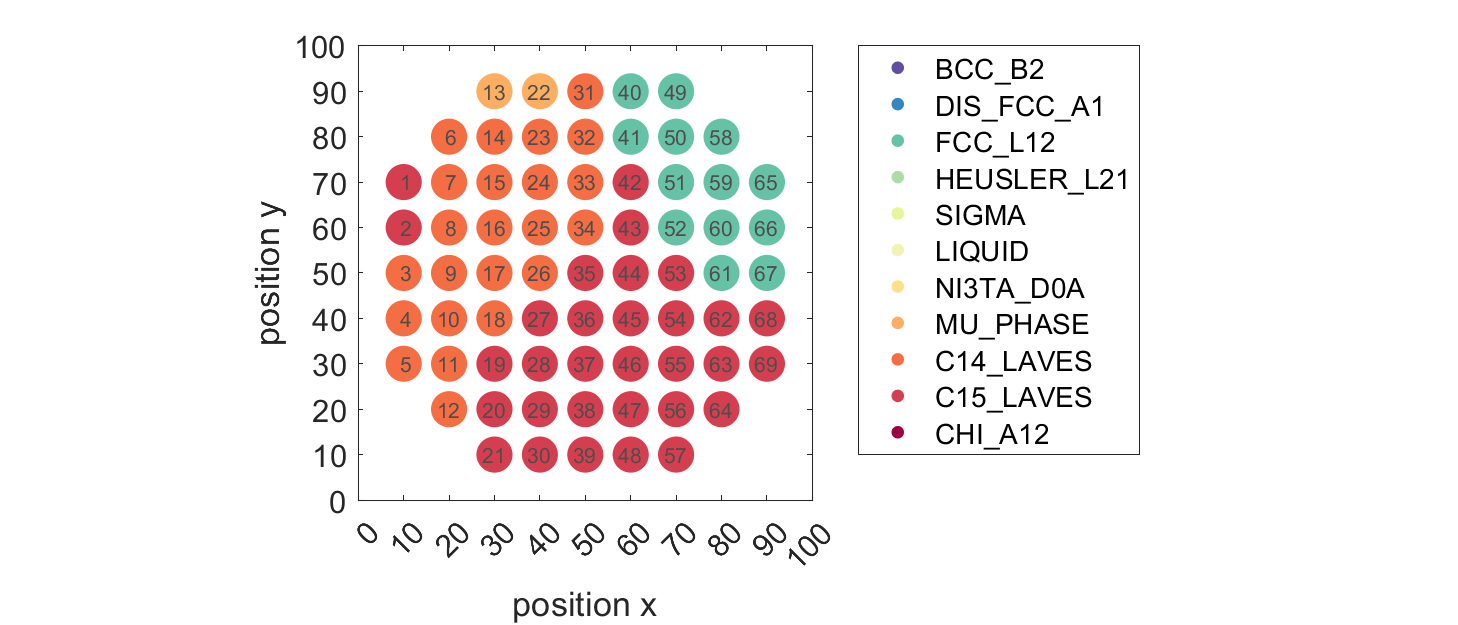 100
90
80
70
60
50
40
30
20
10
0
position y
13 22 31 40 49
6 14 23 32 41 50 58
1 7 15 24 33 42 51 59 65
2 8 16 25 34 43 52 60 66
3 9 17 26 35 44 53 61 67
4 10 18 27 36 45 54 62 68
5 11 19 28 37 46 55 63 69
12 20 29 38 47 56 64
21 30 39 48 57
0 10 20 30 40 50 60 70 80 90 100
position x
BCC_B2
DIS_FCC_A1
FCC_L12
HEUSLER_L21
SIGMA
LIQUID
NI3TA_D0A
MU_PHASE
C14_LAVES
C15_LAVES
CHI_A12